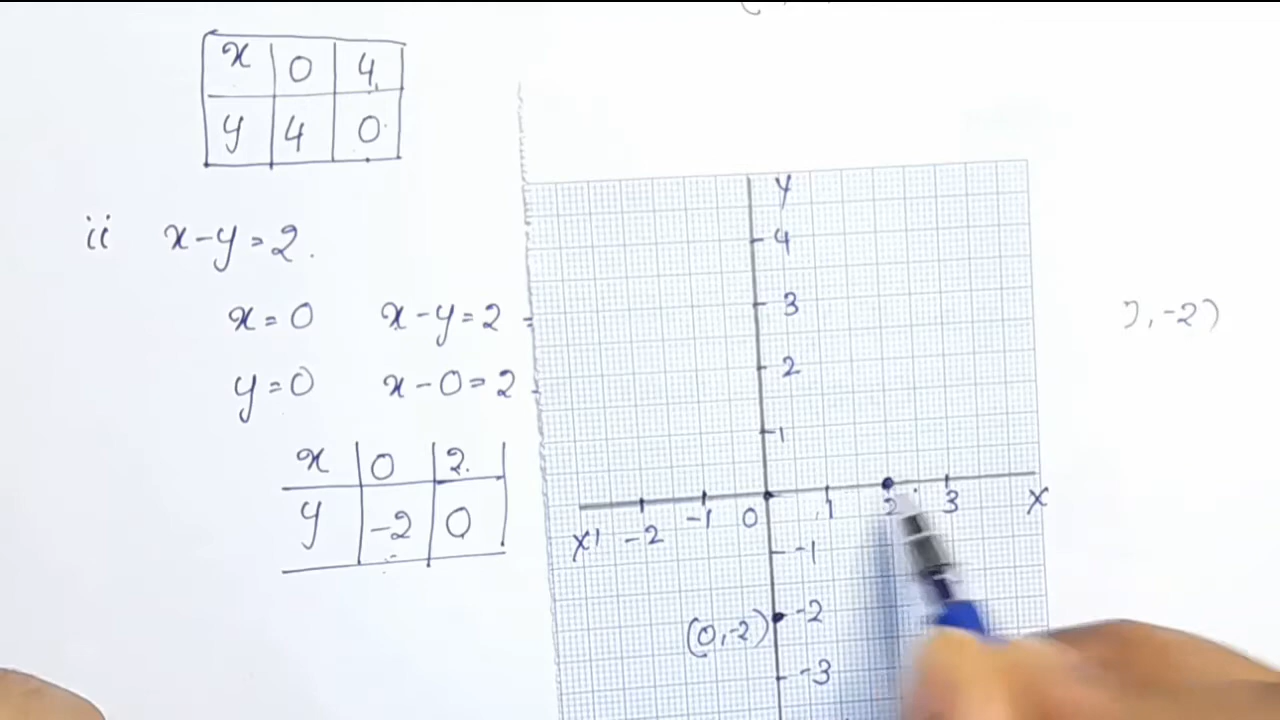 x 0 4
y 4 0
ii x-y=2.
x=0 x-y=2
y=0 x-0=2
x 0 2
y -2 0
y
4
3
2
1
X' -2 -1 0 1 2 3 X
-1
(0,-2) -2
-3
,-2)